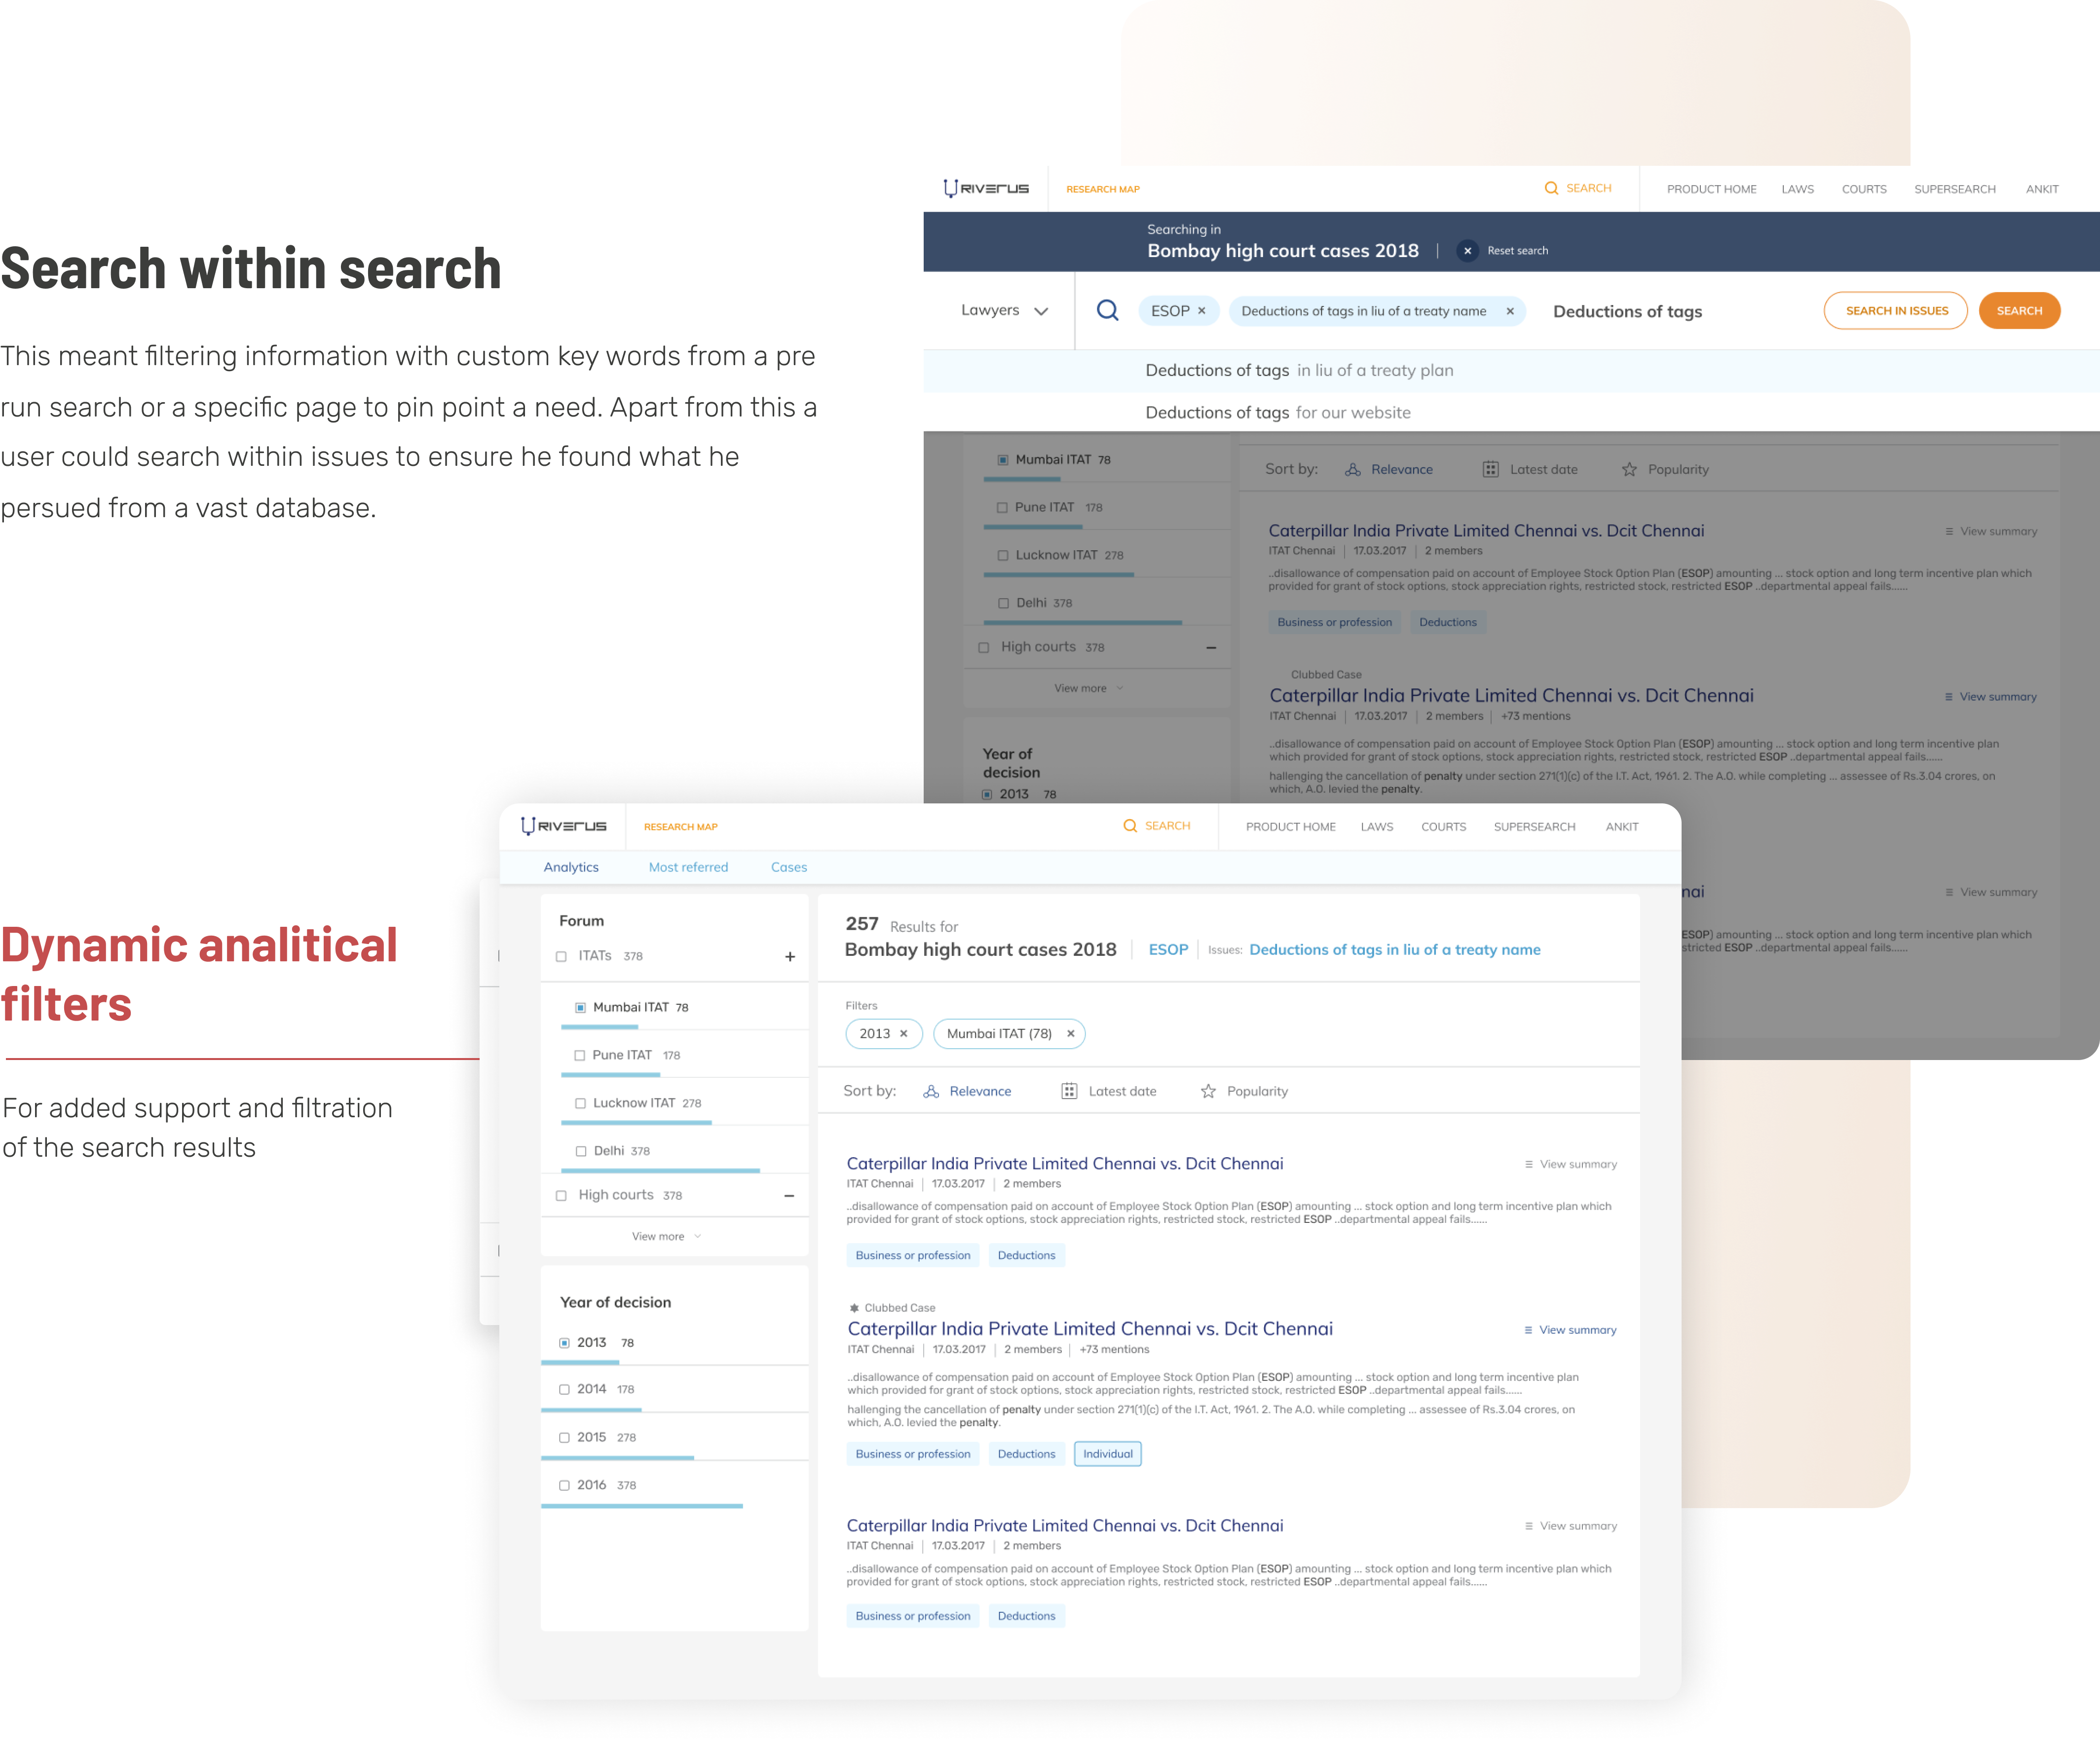 Search within search
This meant filtering information with custom key words from a pre
run search or a specific page to pin point a need. Apart from this a
user could search within issues to ensure he found what he
persued from a vast database.
RIVERUS
RESEARCH MAP
SEARCH
PRODUCT HOME
LAWS
COURTS
SUPERSEARCH
ANKIT
Searching in
Bombay high court cases 2018
Reset search
Lawyers
ESOP ×
Deductions of tags in liu of a treaty name ×
Deductions of tags
SEARCH IN ISSUES
SEARCH
Deductions of tags in liu of a treaty plan
Deductions of tags for our website
Mumbai ITAT 78
Pune ITAT 178
Lucknow ITAT 278
Delhi 378
High courts 378
View more
Year of
decision
2013 78
Sort by:
Relevance
Latest date
Popularity
Caterpillar India Private Limited Chennai vs. Dcit Chennai
View summary
ITAT Chennai | 17.03.2017 | 2 members
..disallowance of compensation paid on account of Employee Stock Option Plan (ESOP) amounting ... stock option and long term incentive plan which
provided for grant of stock options, stock appreciation rights, restricted stock, restricted ESOP ..departmental appeal fails......
Business or profession
Deductions
Clubbed Case
Caterpillar India Private Limited Chennai vs. Dcit Chennai
View summary
ITAT Chennai | 17.03.2017 | 2 members | +73 mentions
..disallowance of compensation paid on account of Employee Stock Option Plan (ESOP) amounting ... stock option and long term incentive plan
which provided for grant of stock options, stock appreciation rights, restricted stock, restricted ESOP ..departmental appeal fails......
hallenging the cancellation of penalty under section 271(1)(c) of the I.T. Act, 1961. 2. The A.O. while completing ... assessee of Rs.3.04 crores, on
which, A.O. levied the penalty.
nai
View summary
ESOP) amounting ... stock option and long term incentive plan which
stricted ESOP ..departmental appeal fails......
Dynamic analitical
filters
For added support and filtration
of the search results
RIVERUS
RESEARCH MAP
SEARCH
PRODUCT HOME
LAWS
COURTS
SUPERSEARCH
ANKIT
Analytics
Most referred
Cases
Forum
ITATs 378 +
Mumbai ITAT 78
Pune ITAT 178
Lucknow ITAT 278
Delhi 378
High courts 378 −
View more
Year of decision
2013 78
2014 178
2015 278
2016 378
257 Results for
Bombay high court cases 2018 | ESOP | Issues: Deductions of tags in liu of a treaty name
Filters
2013 ×
Mumbai ITAT (78) ×
Sort by:
Relevance
Latest date
Popularity
Caterpillar India Private Limited Chennai vs. Dcit Chennai
View summary
ITAT Chennai | 17.03.2017 | 2 members
..disallowance of compensation paid on account of Employee Stock Option Plan (ESOP) amounting ... stock option and long term incentive plan which
provided for grant of stock options, stock appreciation rights, restricted stock, restricted ESOP ..departmental appeal fails......
Business or profession
Deductions
Clubbed Case
Caterpillar India Private Limited Chennai vs. Dcit Chennai
View summary
ITAT Chennai | 17.03.2017 | 2 members | +73 mentions
..disallowance of compensation paid on account of Employee Stock Option Plan (ESOP) amounting ... stock option and long term incentive plan
which provided for grant of stock options, stock appreciation rights, restricted stock, restricted ESOP ..departmental appeal fails......
hallenging the cancellation of penalty under section 271(1)(c) of the I.T. Act, 1961. 2. The A.O. while completing ... assessee of Rs.3.04 crores, on
which, A.O. levied the penalty.
Business or profession
Deductions
Individual
Caterpillar India Private Limited Chennai vs. Dcit Chennai
View summary
ITAT Chennai | 17.03.2017 | 2 members
..disallowance of compensation paid on account of Employee Stock Option Plan (ESOP) amounting ... stock option and long term incentive plan which
provided for grant of stock options, stock appreciation rights, restricted stock, restricted ESOP ..departmental appeal fails......
Business or profession
Deductions